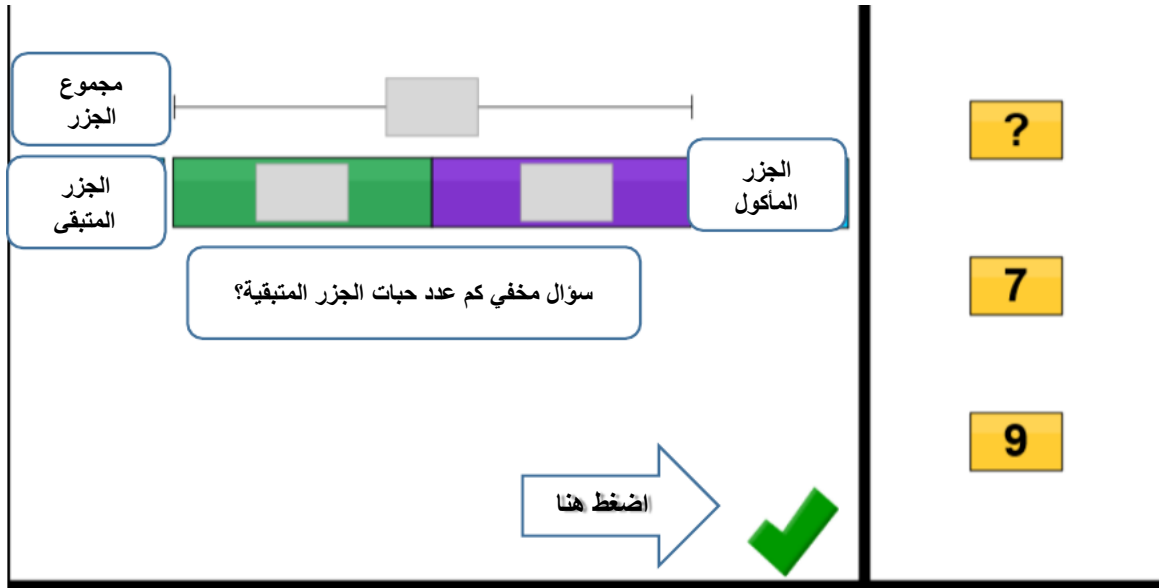 مجموع
الجزر
?
الجزر
المأكول
الجزر
المتبقى
سؤال مخفي كم عدد حبات الجزر المتبقية؟
7
9
اضغط هنا